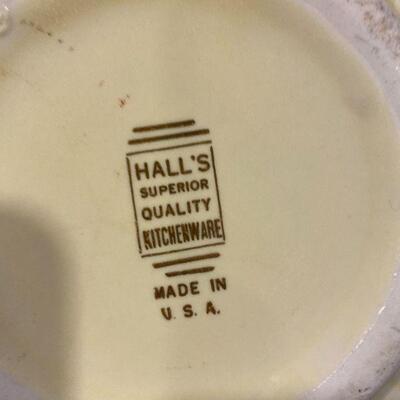 HALL'S
SUPERIOR
QUALITY
KITCHENWARE
MADE IN
U. S. A.